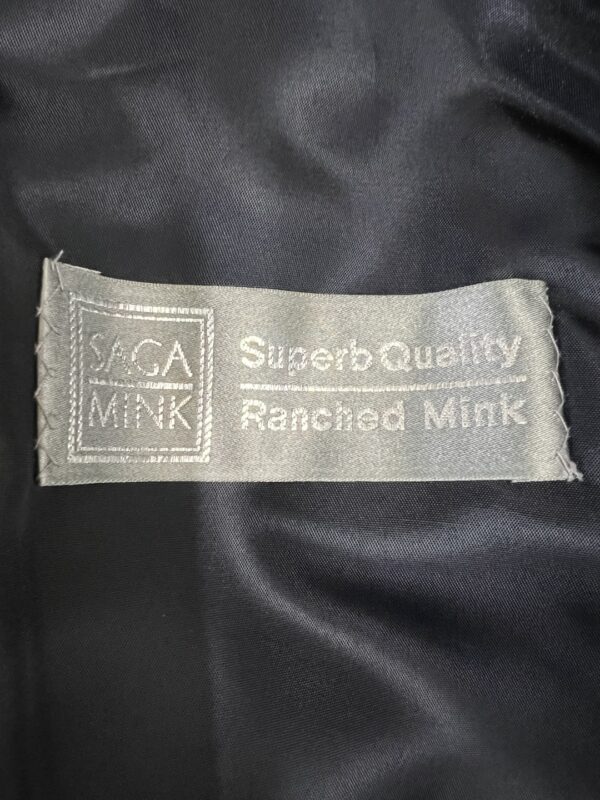 SAGA
MINK
Superb Quality
Ranched Mink